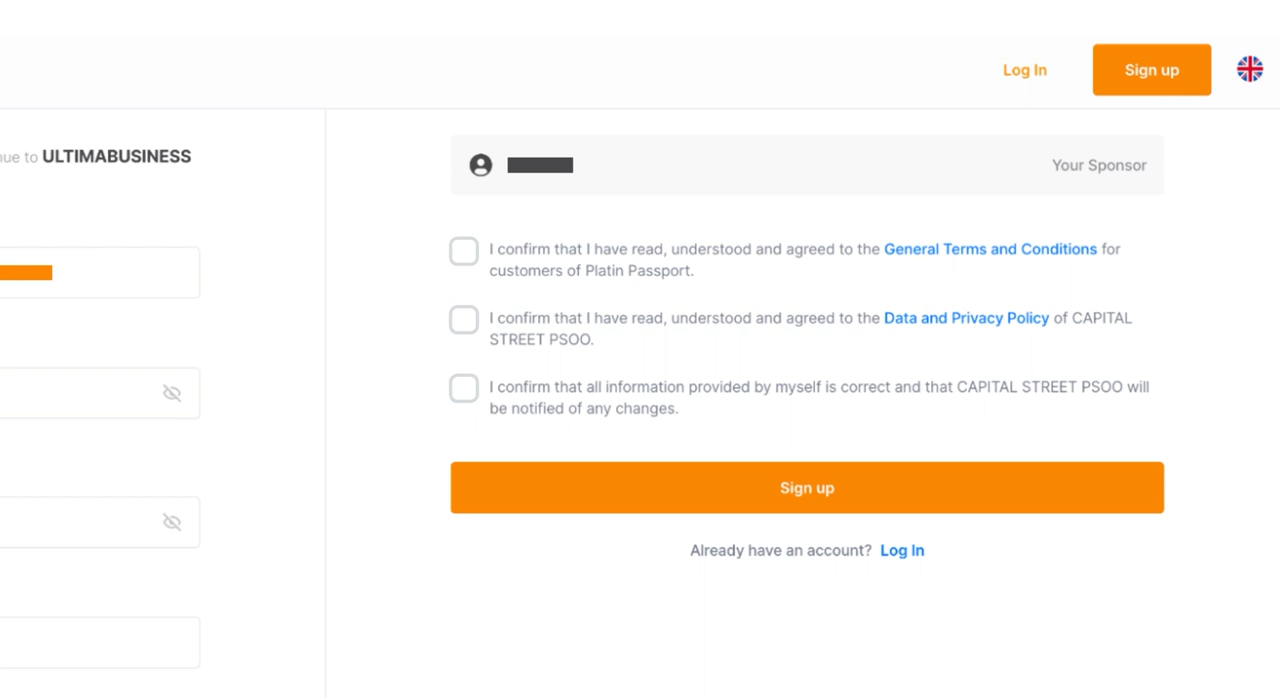 Log In
Sign up
to ULTIMABUSINESS
Your Sponsor
I confirm that I have read, understood and agreed to the General Terms and Conditions for
customers of Platin Passport.
I confirm that I have read, understood and agreed to the Data and Privacy Policy of CAPITAL
STREET PSOO.
I confirm that all information provided by myself is correct and that CAPITAL STREET PSOO will
be notified of any changes.
Sign up
Already have an account? Log In